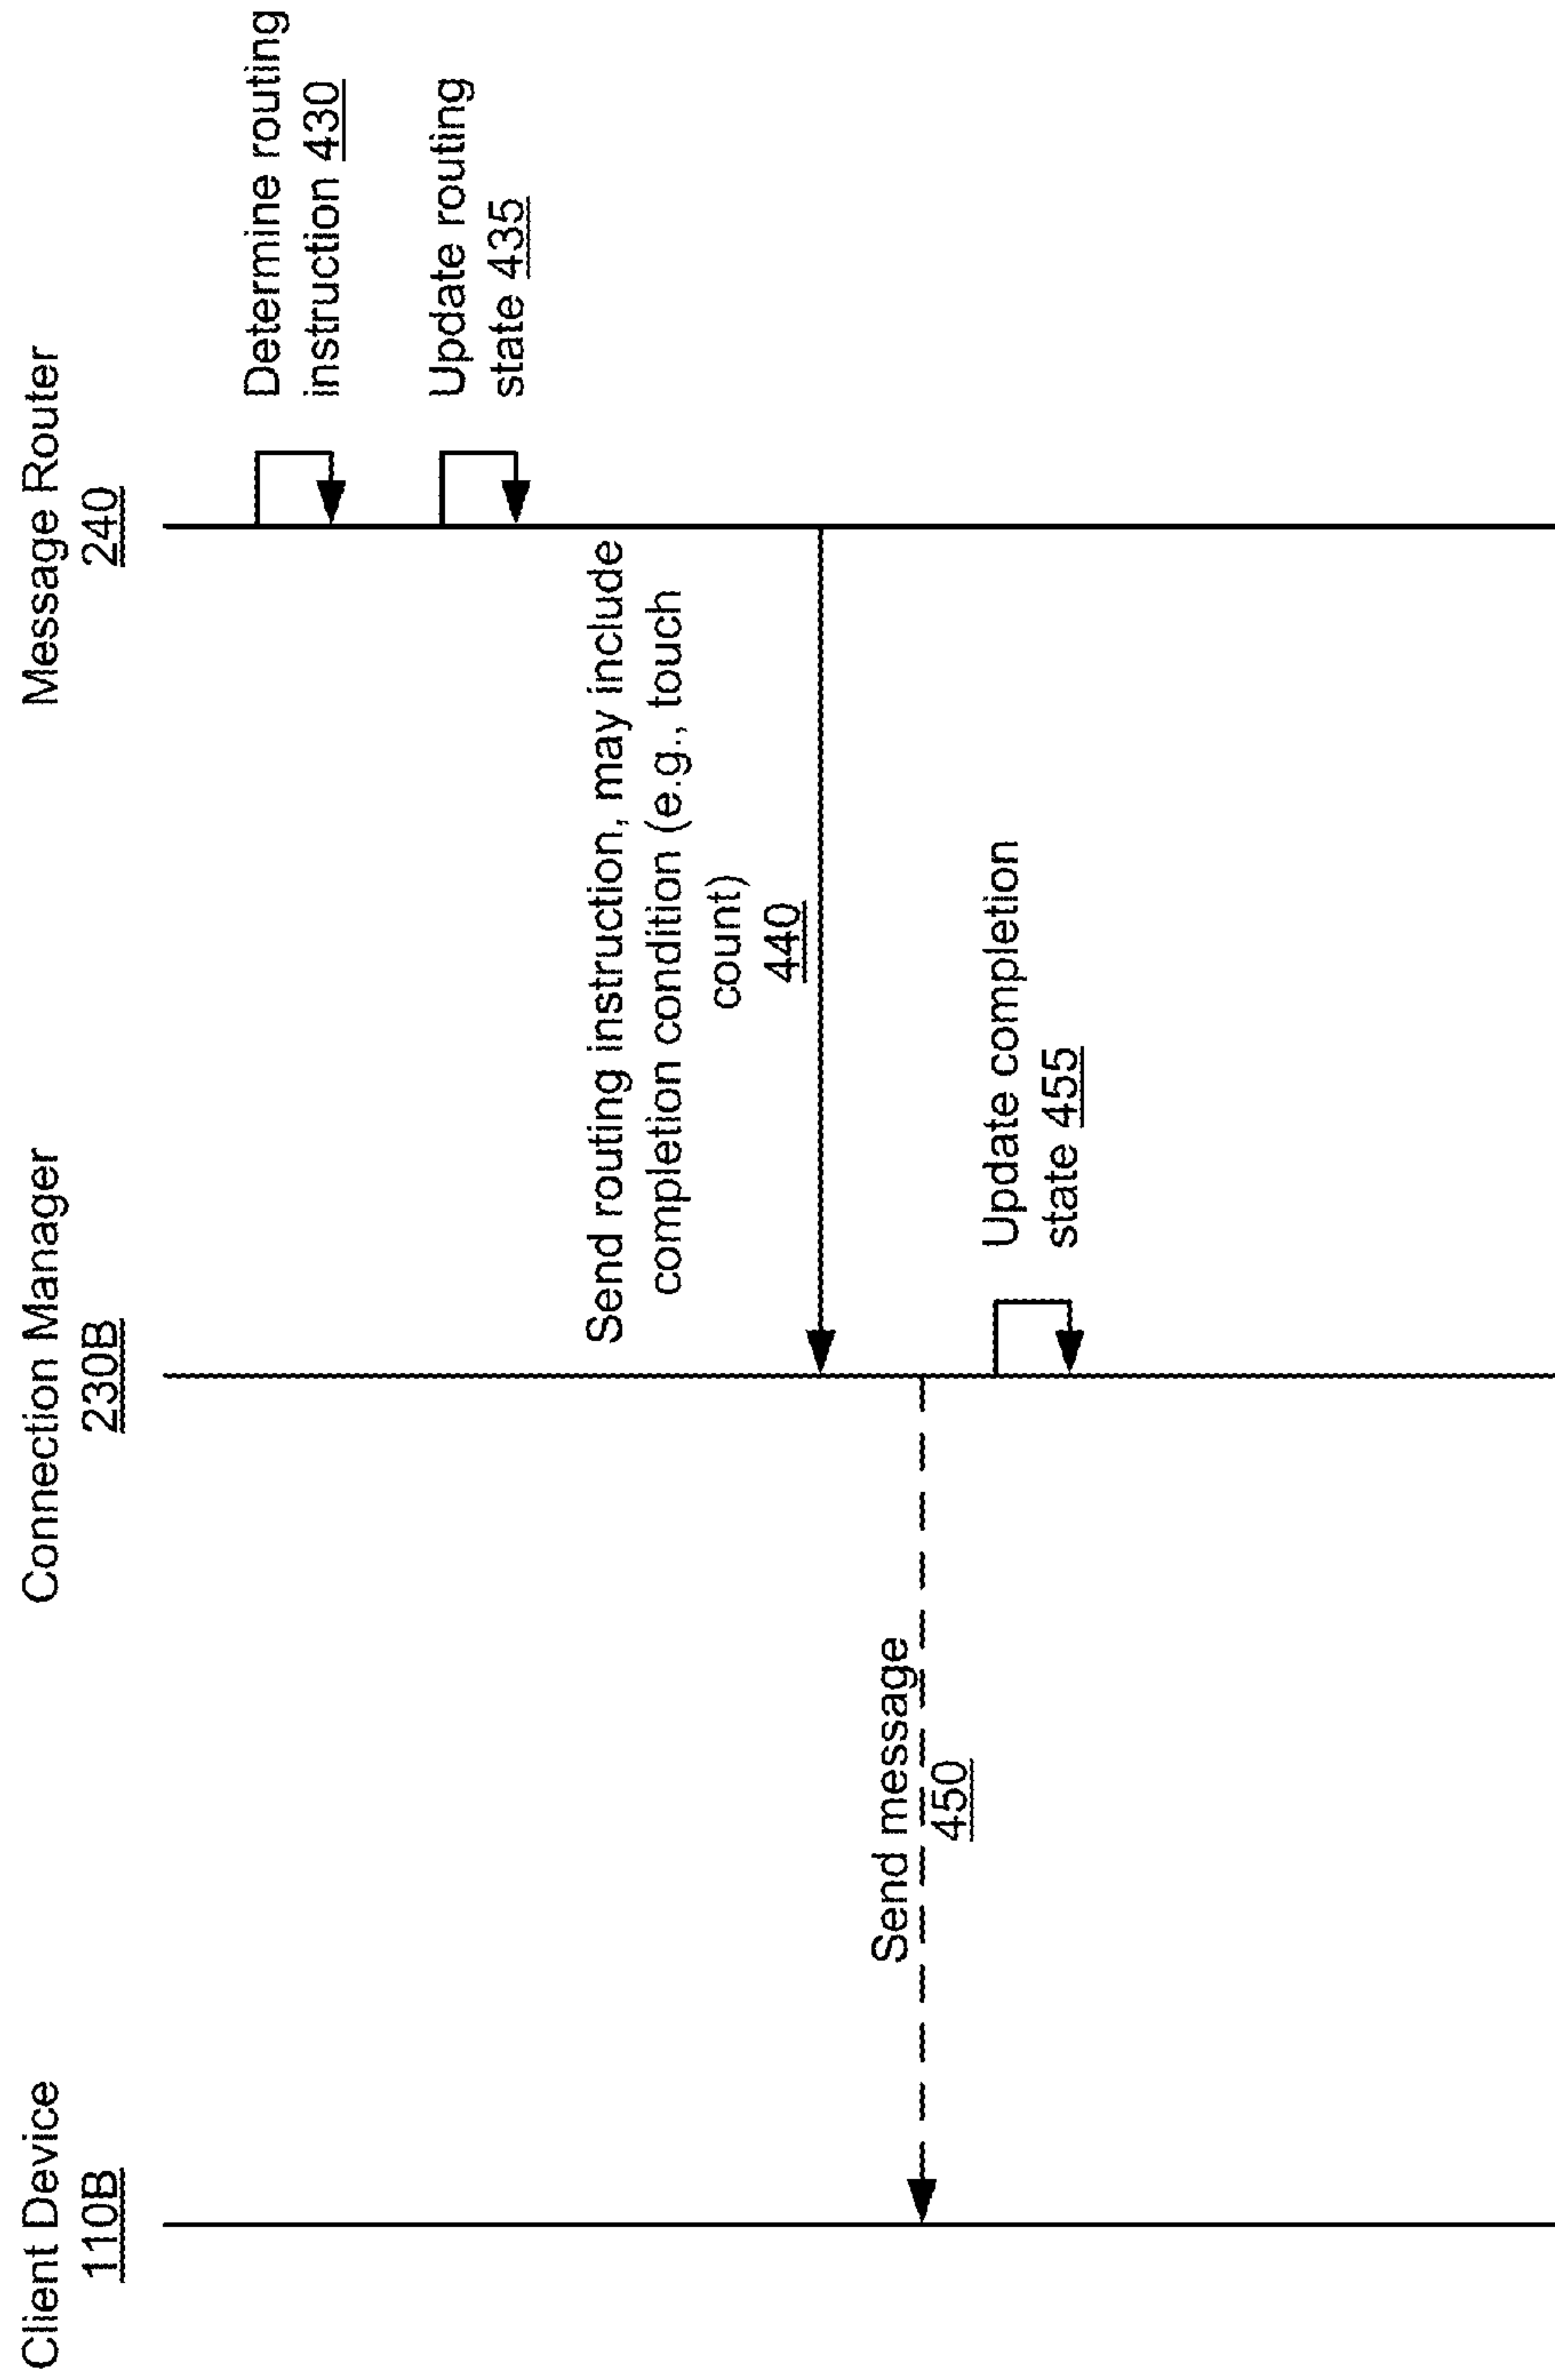 Client Device
110B
Connection Manager
230B
Message Router
240
Determine routing
instruction 430
Update routing
state 435
Send routing instruction, may include
completion condition (e.g., touch
count)
440
Send message
450
Update completion
state 455